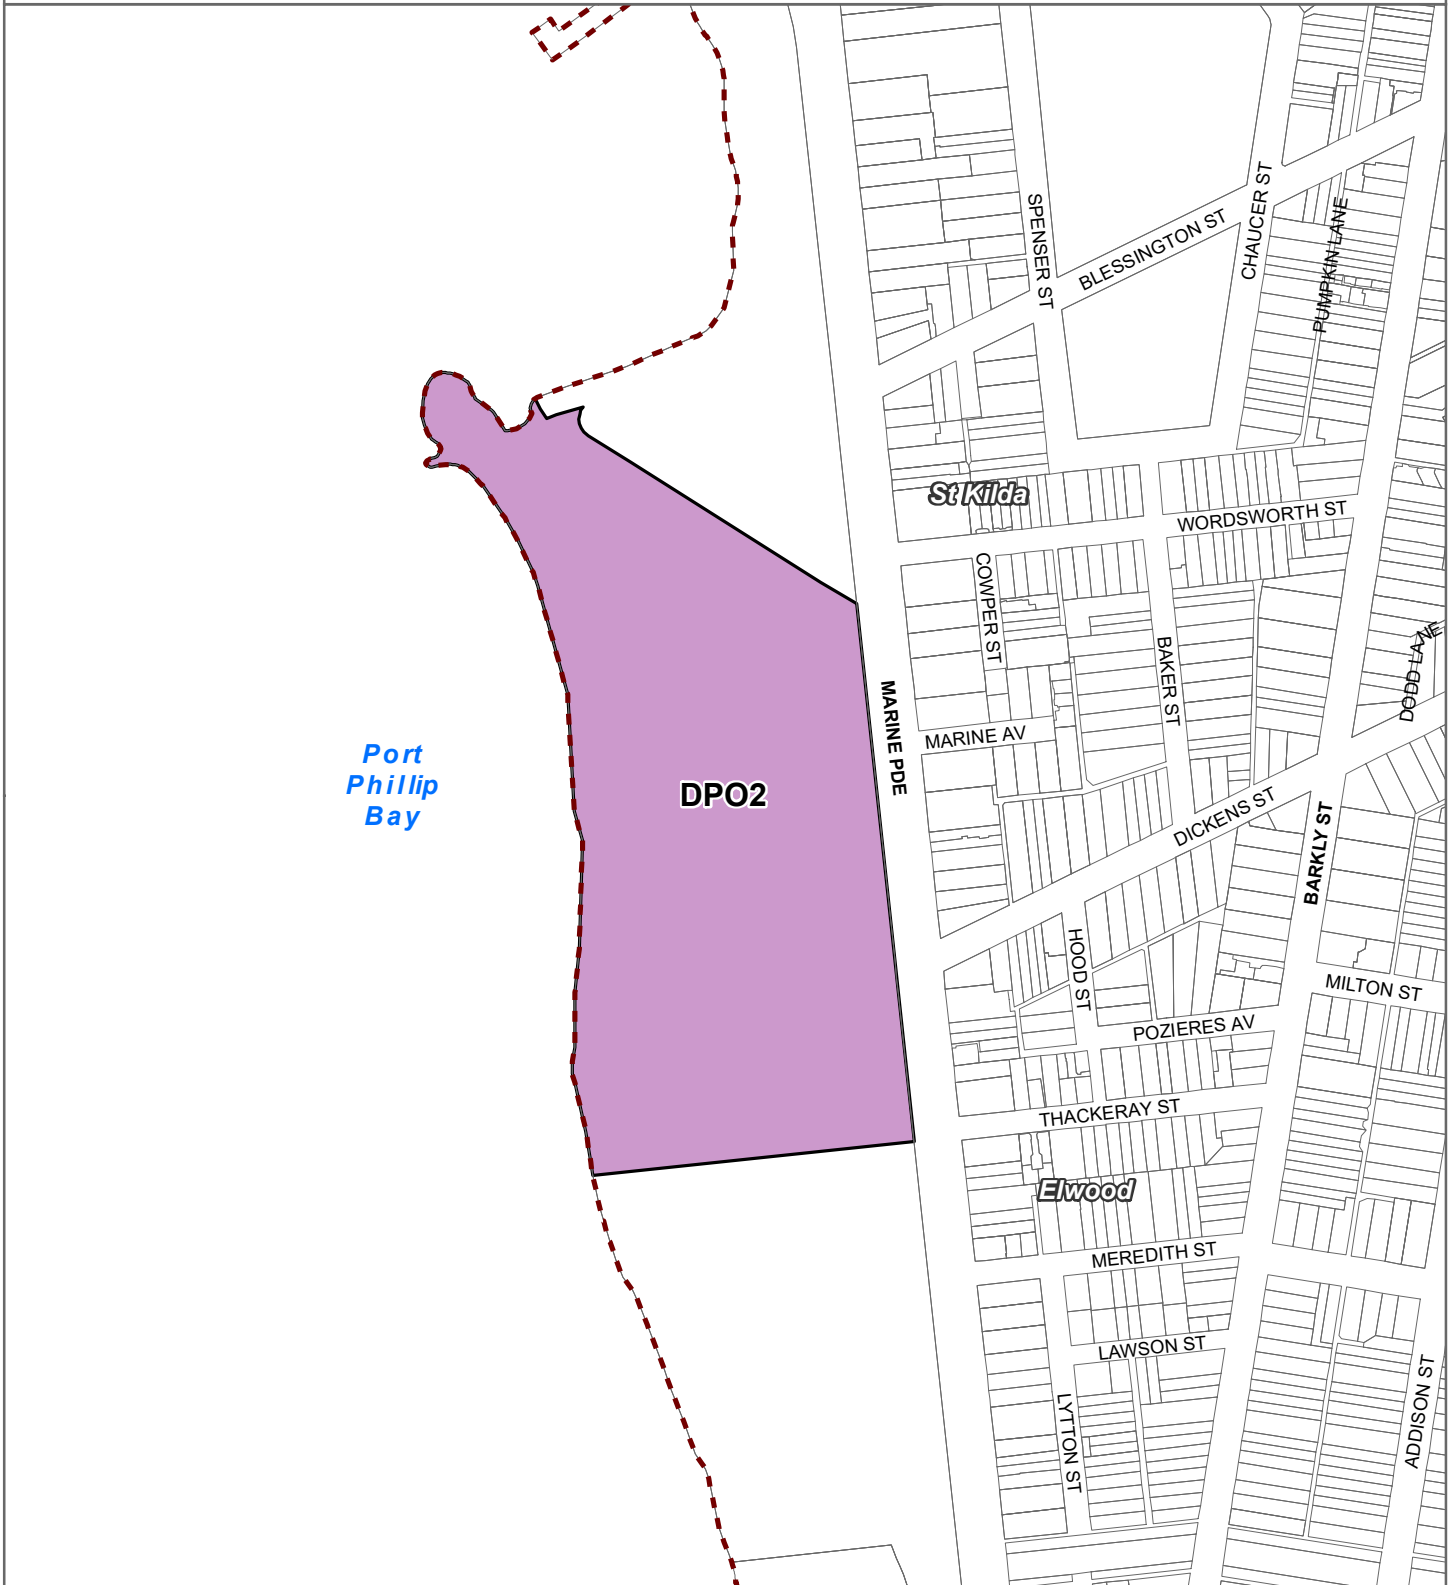 SPENSER ST
BLESSINGTON ST
CHAUCER ST
PUMPKIN LANE
St Kilda
WORDSWORTH ST
COWPER ST
BAKER ST
DODD LANE
MARINE PDE
MARINE AV
Port
Phillip
Bay
DPO2
DICKENS ST
BARKLY ST
HOOD ST
MILTON ST
POZIERES AV
THACKERAY ST
Elwood
MEREDITH ST
LAWSON ST
LYTTON ST
ADDISON ST